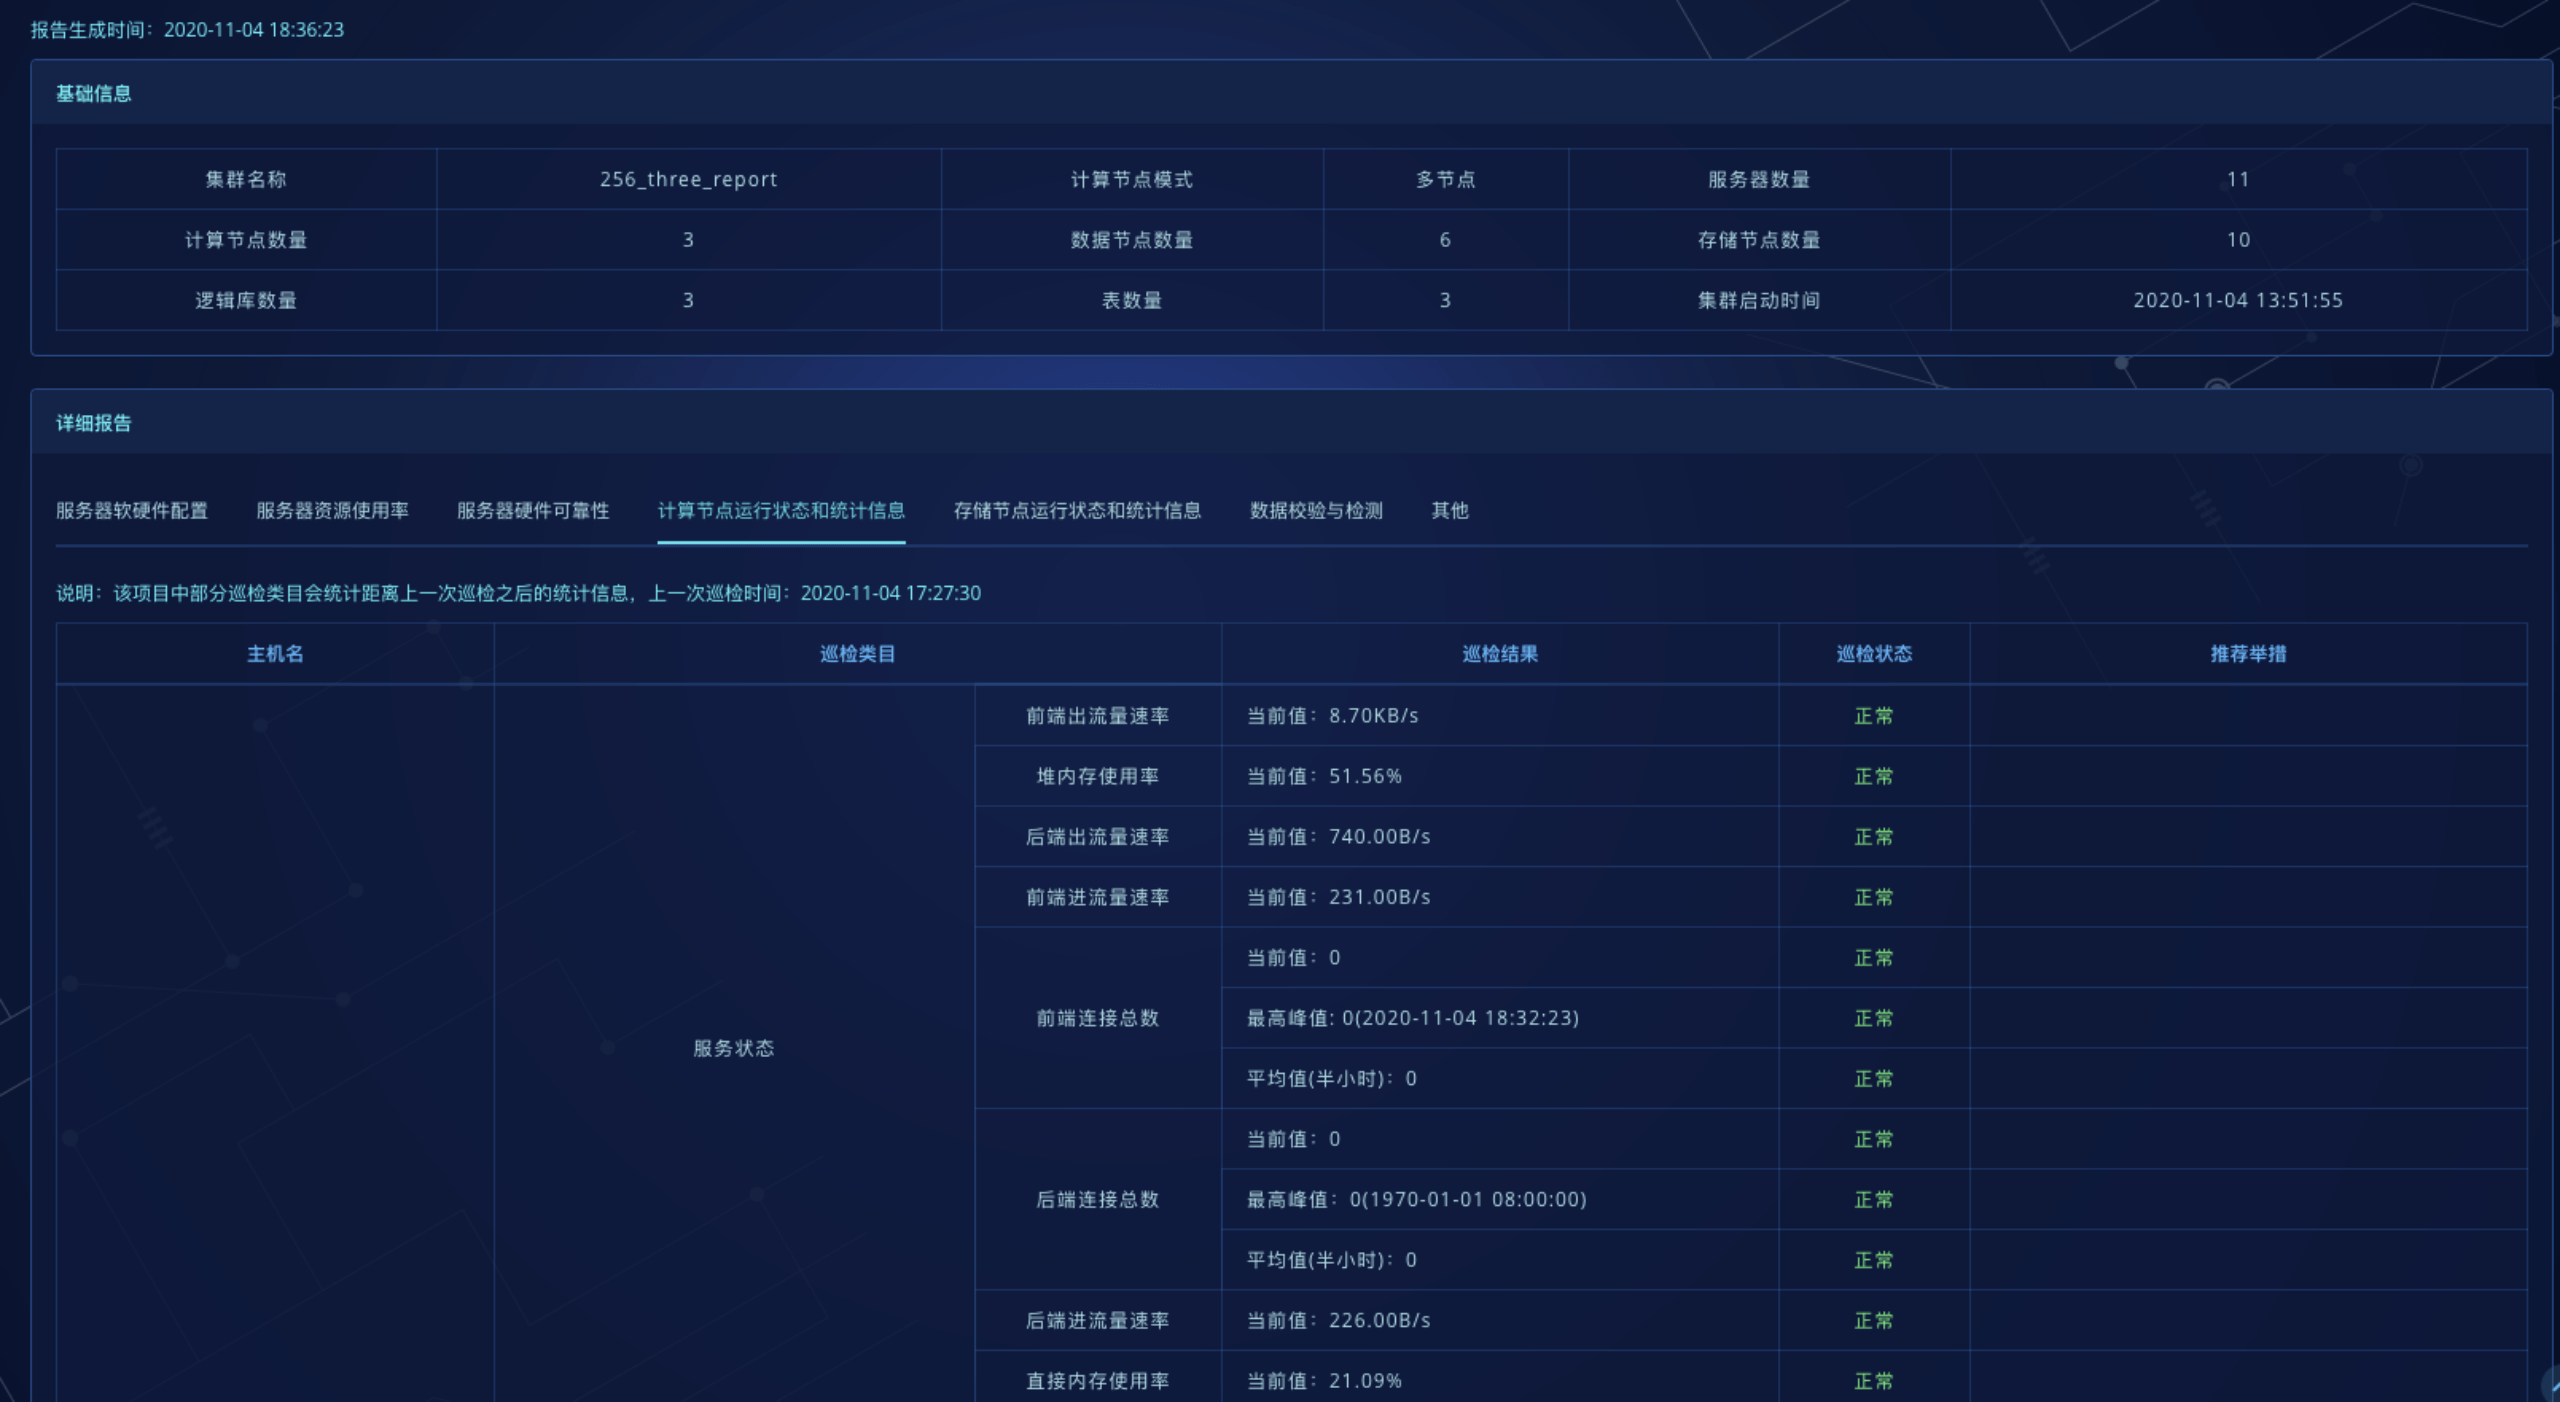 报告生成时间：2020-11-04 18:36:23
基础信息
集群名称 256_three_report 计算节点模式 多节点 服务器数量 11
计算节点数量 3 数据节点数量 6 存储节点数量 10
逻辑库数量 3 表数量 3 集群启动时间 2020-11-04 13:51:55
详细报告
服务器软硬件配置 服务器资源使用率 服务器硬件可靠性 计算节点运行状态和统计信息 存储节点运行状态和统计信息 数据校验与检测 其他
说明：该项目中部分巡检类目会统计距离上一次巡检之后的统计信息，上一次巡检时间：2020-11-04 17:27:30
主机名 巡检类目 巡检结果 巡检状态 推荐举措
前端出流量速率 当前值：8.70KB/s 正常
堆内存使用率 当前值：51.56% 正常
后端出流量速率 当前值：740.00B/s 正常
前端进流量速率 当前值：231.00B/s 正常
当前值：0 正常
前端连接总数 最高峰值: 0(2020-11-04 18:32:23) 正常
服务状态
平均值(半小时)：0 正常
当前值：0 正常
后端连接总数 最高峰值：0(1970-01-01 08:00:00) 正常
平均值(半小时)：0 正常
后端进流量速率 当前值：226.00B/s 正常
直接内存使用率 当前值：21.09% 正常